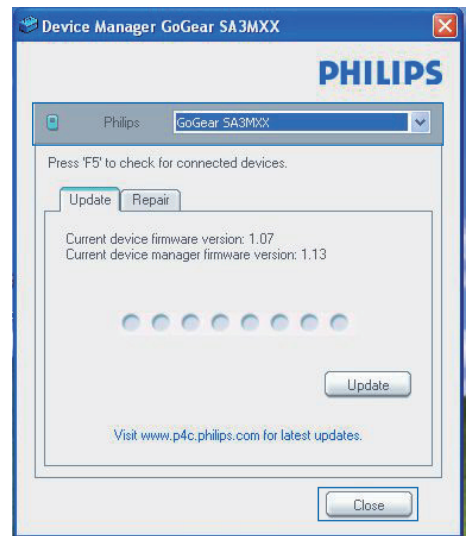 Device Manager GoGear SA3MXX
PHILIPS
Philips GoGear SA3MXX
Press 'F5' to check for connected devices.
Update Repair
Current device firmware version: 1.07
Current device manager firmware version: 1.13
Update
Visit www.p4c.philips.com for latest updates.
Close